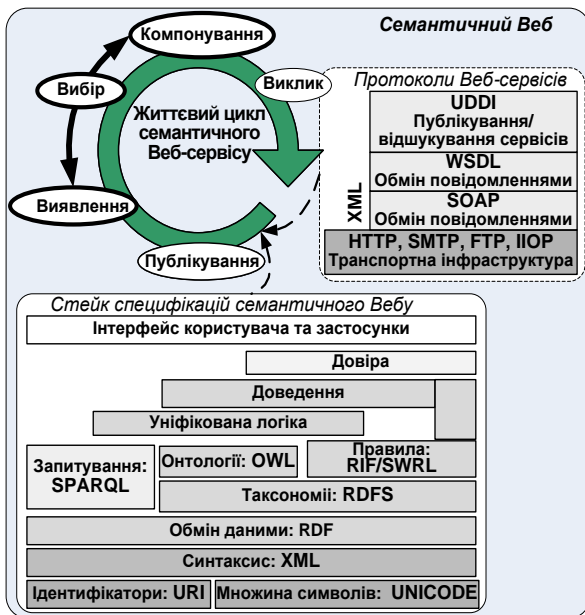 Семантичний Веб
Компонування
Виклик
Вибір
Життєвий цикл
семантичного
Веб-сервісу
Виявлення
Публікування
Протоколи Веб-сервісів
XML
UDDI
Публікування/
відшукування сервісів
WSDL
Обмін повідомленнями
SOAP
Обмін повідомленнями
HTTP, SMTP, FTP, IIOP
Транспортна інфраструктура
Стек специфікацій семантичного Вебу
Інтерфейс користувача та застосунки
Довіра
Доведення
Уніфікована логіка
Запитування:
SPARQL
Онтології: OWL
Правила:
RIF/SWRL
Таксономії: RDFS
Обмін даними: RDF
Синтаксис: XML
Ідентифікатори: URI
Множина символів: UNICODE